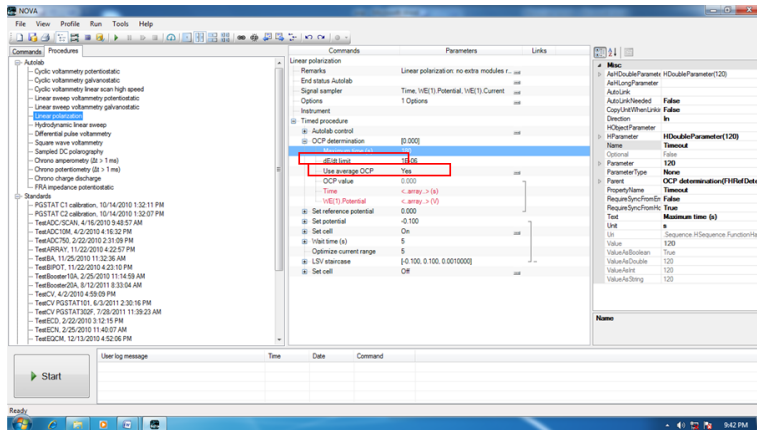 NOVA
File View Profile Run Tools Help
Commands Procedures
Autolab
Cyclic voltammetry potentiostatic
Cyclic voltammetry galvanostatic
Cyclic voltammetry linear scan high speed
Linear sweep voltammetry potentiostatic
Linear sweep voltammetry galvanostatic
Linear polarization
Hydrodynamic linear sweep
Differential pulse voltammetry
Square wave voltammetry
Sampled DC polarography
Chrono amperometry (Δt > 1 ms)
Chrono potentiometry (Δt > 1 ms)
Chrono charge discharge
FRA impedance potentiostatic
Standards
PGSTAT C1 calibration, 10/14/2010 1:32:11 PM
PGSTAT C2 calibration, 10/14/2010 1:32:07 PM
TestADC/SCAN, 4/16/2010 9:48:57 AM
TestADC10M, 4/2/2010 4:16:32 PM
TestADC750, 2/22/2010 2:31:09 PM
TestARRAY, 11/22/2010 4:22:57 PM
TestBA, 11/25/2010 11:32:36 AM
TestBIPOT, 11/22/2010 4:23:10 PM
TestBooster10A, 2/25/2010 11:14:59 AM
TestBooster20A, 8/12/2011 8:33:04 AM
TestCV, 4/2/2010 4:59:09 PM
TestCV PGSTAT101, 6/3/2011 2:30:16 PM
TestCV PGSTAT302F, 7/28/2011 11:39:23 AM
TestECD, 2/22/2010 3:12:15 PM
TestECN, 2/25/2010 11:40:07 AM
TestEQCM, 12/13/2010 4:52:06 PM
Commands Parameters Links
Linear polarization
Remarks Linear polarization: no extra modules r...
End status Autolab
Signal sampler Time, WE(1).Potential, WE(1).Current
Options 1 Options
Instrument
Timed procedure
Autolab control
OCP determination [0.000]
dE/dt limit 1E-06
Use average OCP Yes
OCP value 0.000
Time <..array..> (s)
WE(1).Potential <..array..> (V)
Set reference potential 0.000
Set potential -0.100
Set cell On
Wait time (s) 5
Optimize current range 5
LSV staircase [-0.100, 0.100, 0.0010000]
Set cell Off
Misc
AsHDoubleParamete HDoubleParameter(120)
AsHLongParameter
AutoLink
AutoLinkNeeded False
CopyUnitWhenLinke False
Direction In
HObjectParameter
HParameter HDoubleParameter(120)
Name Timeout
Optional False
Parameter 120
ParameterType None
Parent OCP determination(FHRefDete
PropertyName Timeout
RequireSyncFromEn False
RequireSyncFromHc True
Text Maximum time (s)
Unit s
Uri .Sequence.HSequence.FunctionHa
Value 120
ValueAsBoolean True
ValueAsDouble 120
ValueAsInt 120
ValueAsString 120
Name
User log message Time Date Command
Start
Ready
9:42 PM